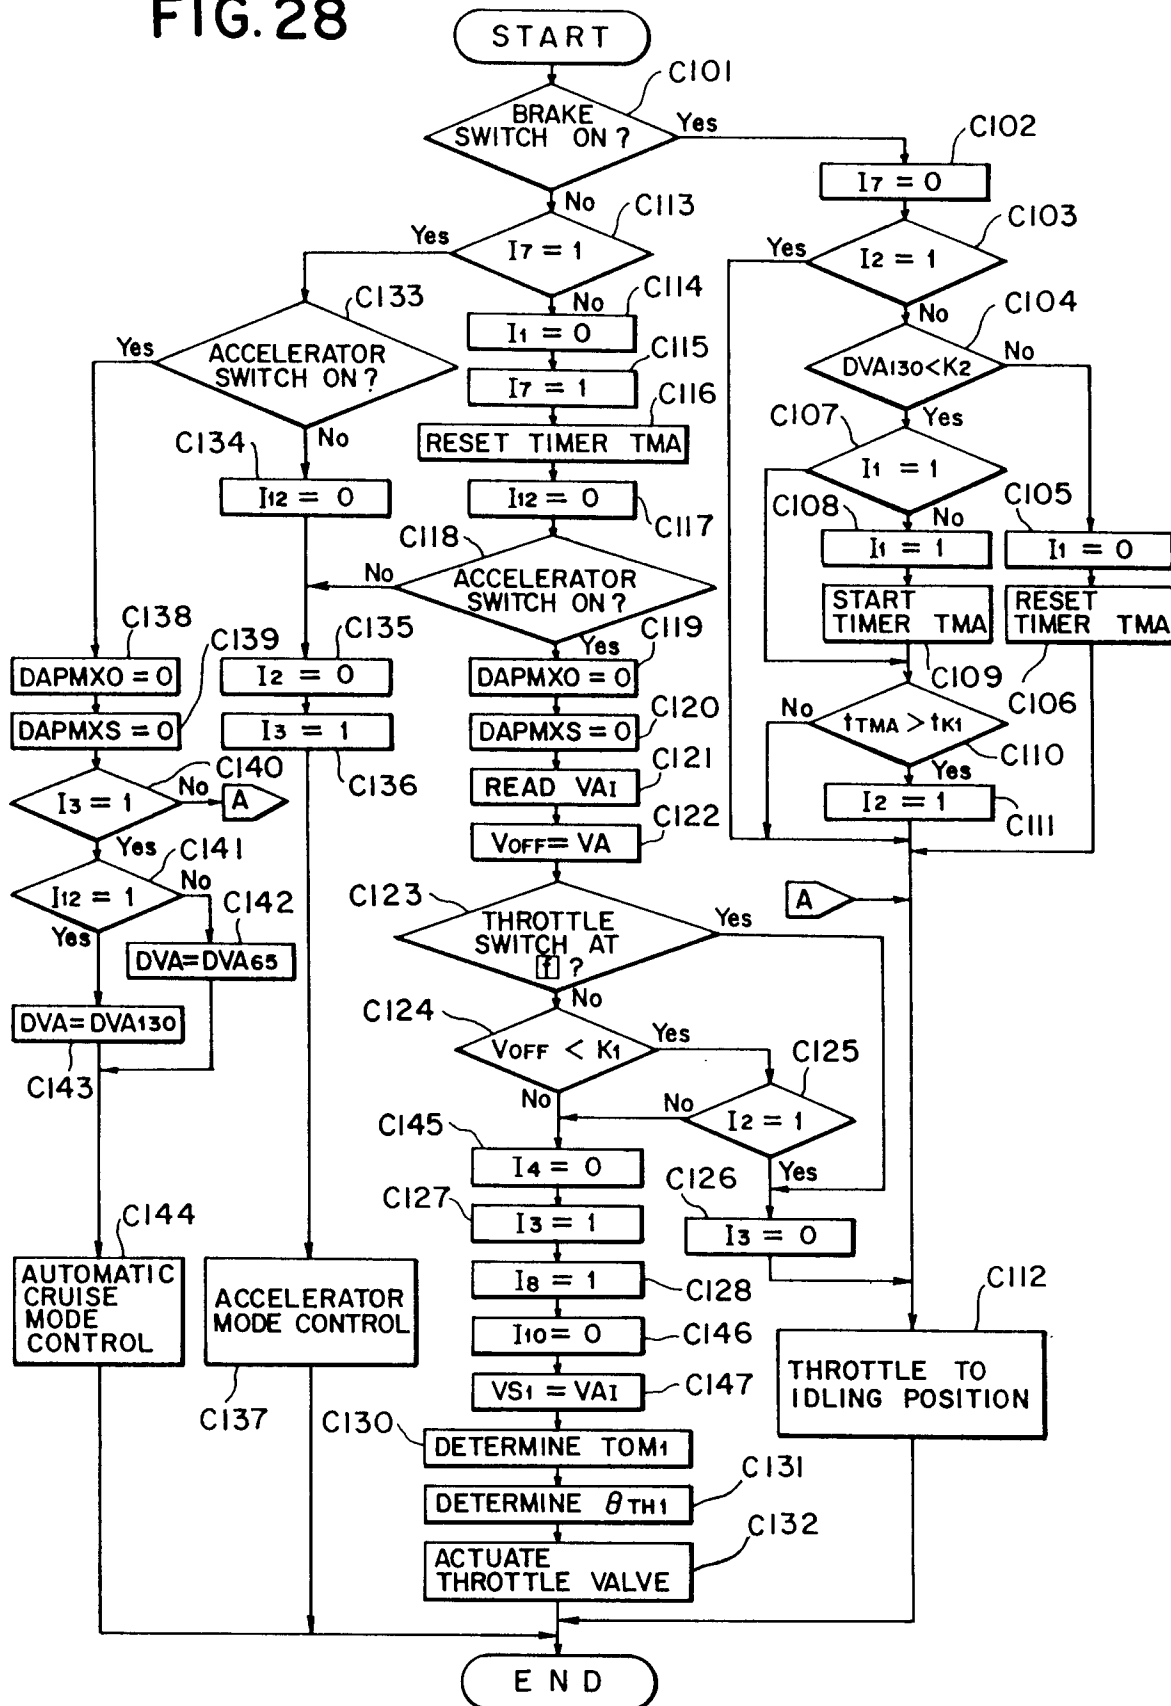 FIG. 28
START
C101
BRAKE
SWITCH ON ?
Yes
No
C102
I7 = 0
C113
I7 = 1
Yes
No
C103
I2 = 1
Yes
No
C114
I1 = 0
C104
DVA130<K2
No
Yes
C133
ACCELERATOR
SWITCH ON ?
Yes
No
C115
I7 = 1
C116
RESET TIMER TMA
C107
I1 = 1
No
C134
I12 = 0
I12 = 0
C117
C108
I1 = 1
C105
I1 = 0
C118
ACCELERATOR
SWITCH ON ?
No
Yes
START
TIMER TMA
C109
RESET
TIMER TMA
C106
C138
DAPMXO = 0
C139
DAPMXS = 0
C135
I2 = 0
I3 = 1
C136
C119
DAPMXO = 0
C120
DAPMXS = 0
C121
READ VAI
C122
VOFF = VA
tTMA > tK1
No
C110
Yes
I2 = 1
C111
C140
I3 = 1
No
A
Yes
C141
I12 = 1
No
Yes
C142
DVA=DVA65
DVA=DVA130
C143
A
C123
THROTTLE
SWITCH AT
f ?
Yes
No
C124
VOFF < K1
Yes
No
C125
I2 = 1
No
Yes
C145
I4 = 0
C127
I3 = 1
C126
I3 = 0
I8 = 1
C128
I10 = 0
C146
VS1 = VAI
C147
C130
DETERMINE TOM1
C131
DETERMINE θTH1
C132
ACTUATE
THROTTLE VALVE
C144
AUTOMATIC
CRUISE
MODE
CONTROL
ACCELERATOR
MODE CONTROL
C137
C112
THROTTLE TO
IDLING POSITION
END